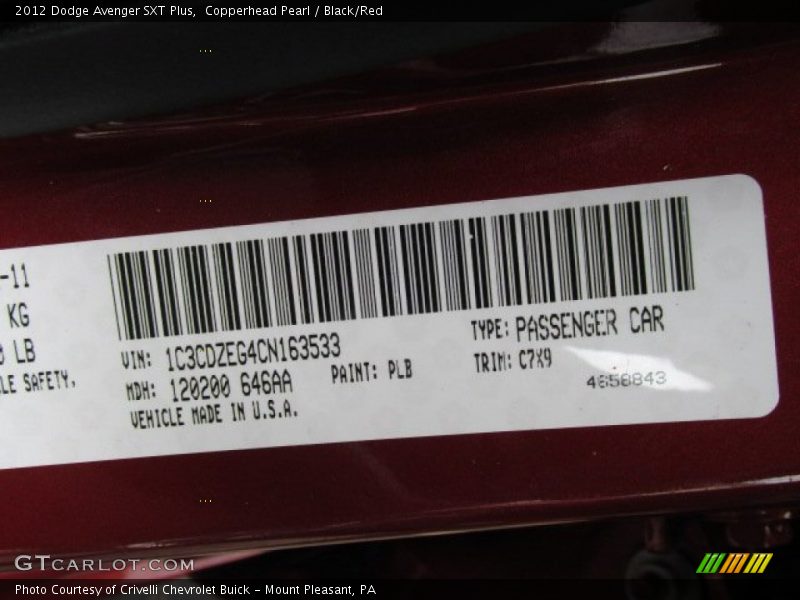 2012 Dodge Avenger SXT Plus, Copperhead Pearl / Black/Red
-11
KG
LB
LE SAFETY.
VIN: 1C3CDZEG4CN163533
TYPE: PASSENGER CAR
MDH: 120200 646AA
PAINT: PLB
TRIM: C7X9
4658843
VEHICLE MADE IN U.S.A.
GTCARLOT.COM
Photo Courtesy of Crivelli Chevrolet Buick - Mount Pleasant, PA